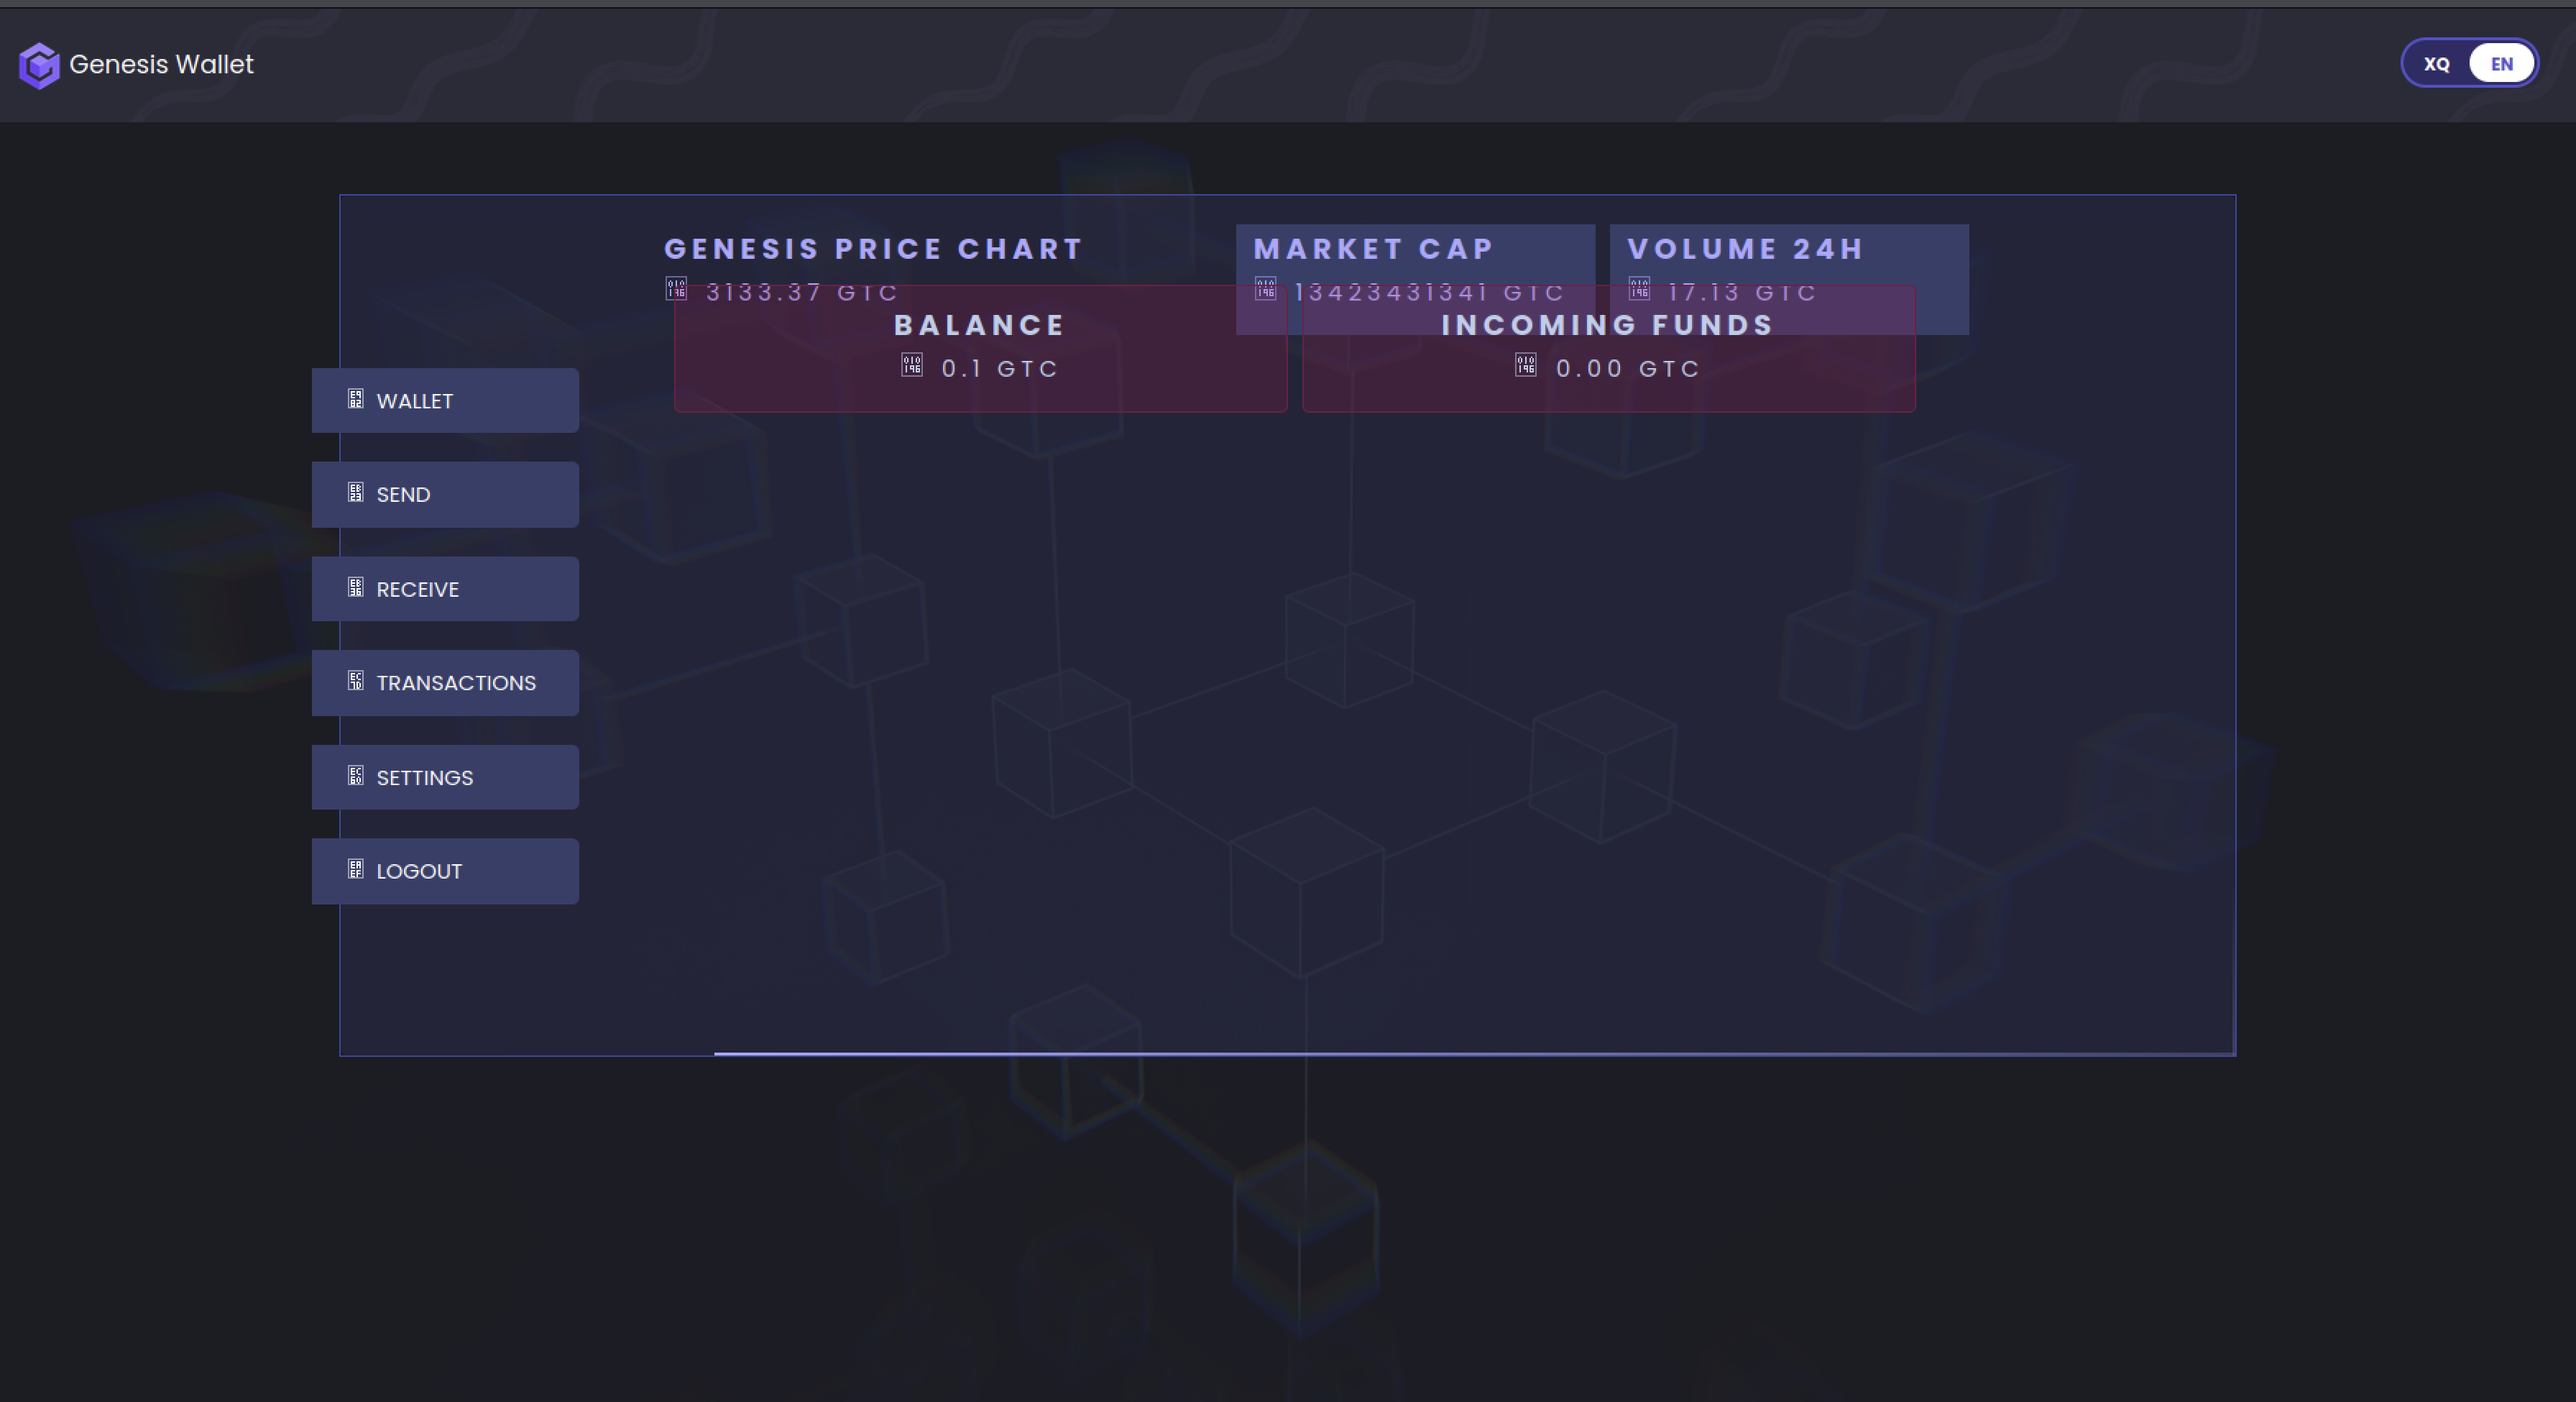 Genesis Wallet
XQ EN
GENESIS PRICE CHART
3133.37 GTC
MARKET CAP
13423431341 GTC
VOLUME 24H
17.13 GTC
BALANCE
0.1 GTC
INCOMING FUNDS
0.00 GTC
WALLET
SEND
RECEIVE
TRANSACTIONS
SETTINGS
LOGOUT